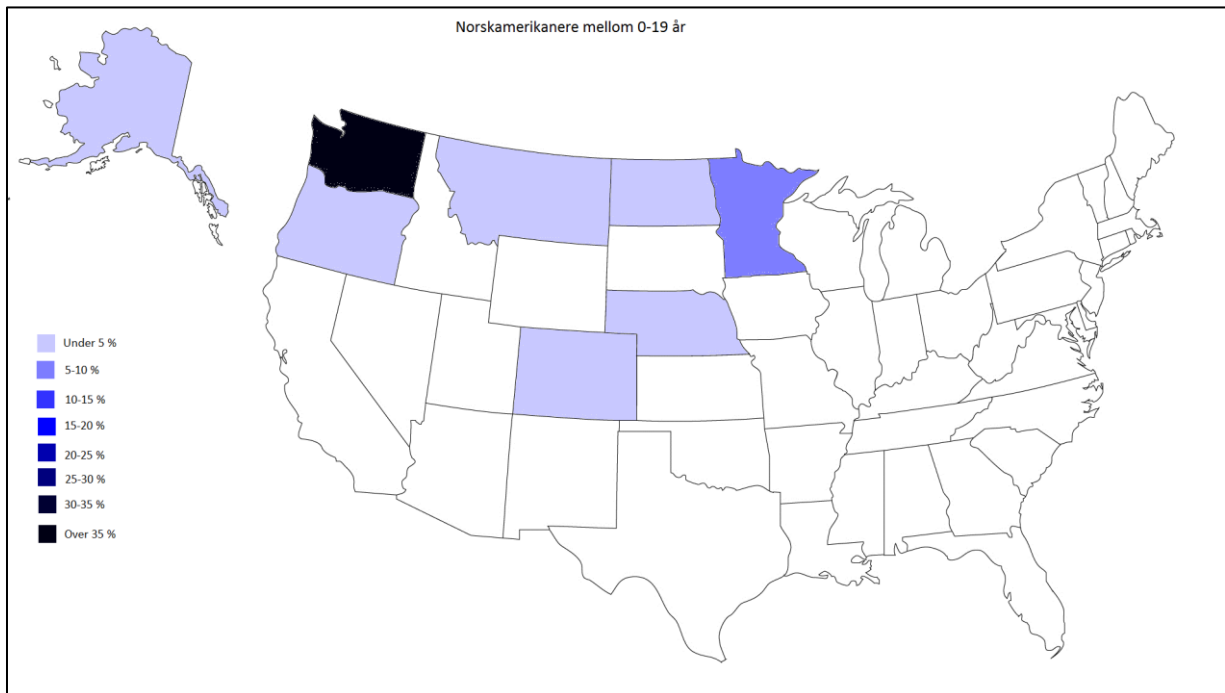 Norskamerikanere mellom 0-19 år
Under 5 %
5-10 %
10-15 %
15-20 %
20-25 %
25-30 %
30-35 %
Over 35 %